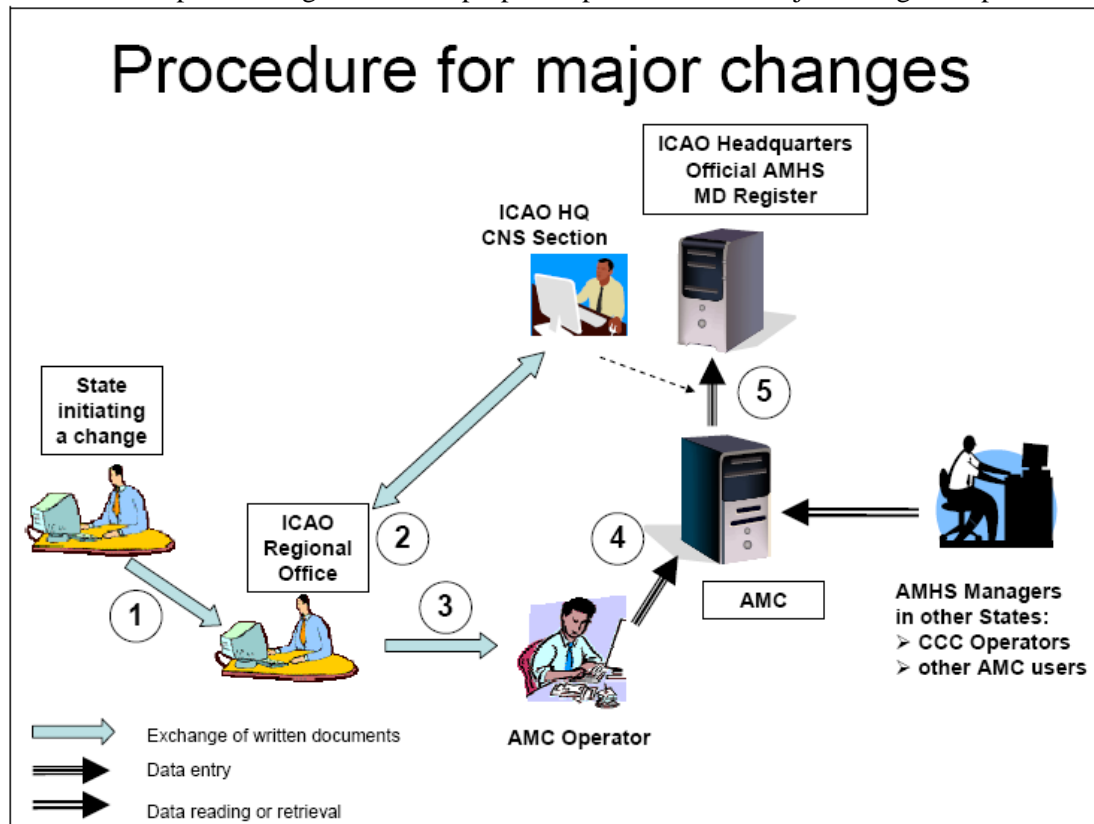 Procedure for major changes
ICAO Headquarters
Official AMHS
MD Register
ICAO HQ
CNS Section
5
State
initiating
a change
ICAO
Regional
Office
2
4
1
3
AMC
AMHS Managers
in other States:
➢ CCC Operators
➢ other AMC users
AMC Operator
Exchange of written documents
Data entry
Data reading or retrieval